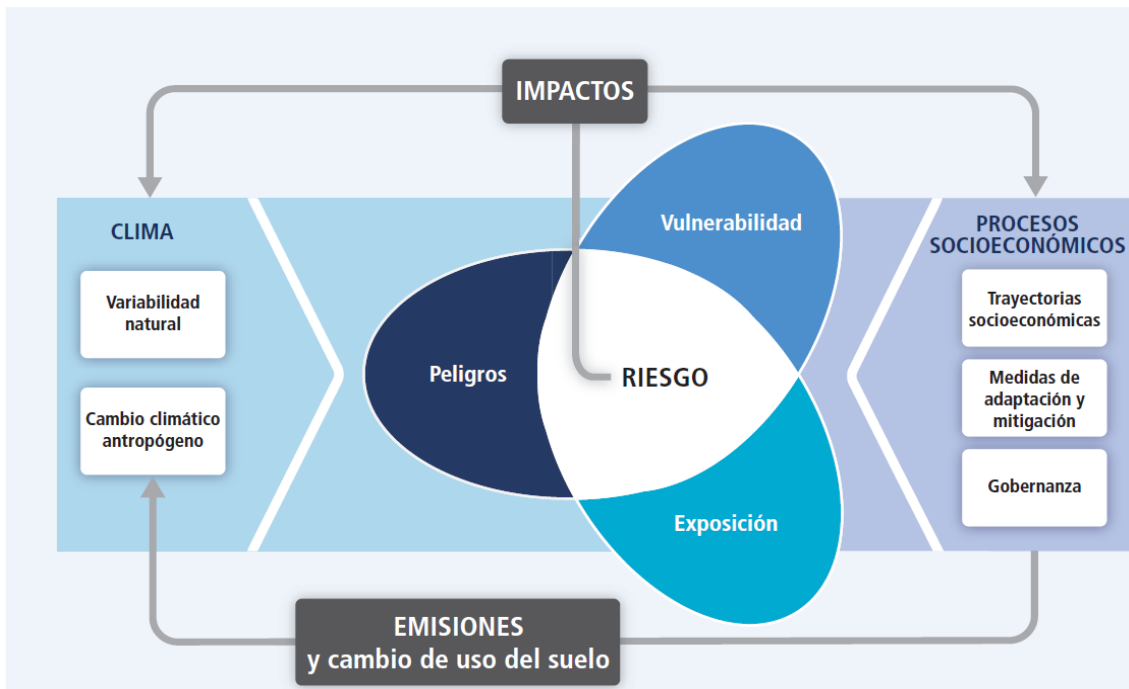 IMPACTOS
CLIMA
Variabilidad
natural
Cambio climático
antropógeno
Peligros
Vulnerabilidad
RIESGO
Exposición
PROCESOS
SOCIOECONÓMICOS
Trayectorias
socioeconómicas
Medidas de
adaptación y
mitigación
Gobernanza
EMISIONES
y cambio de uso del suelo